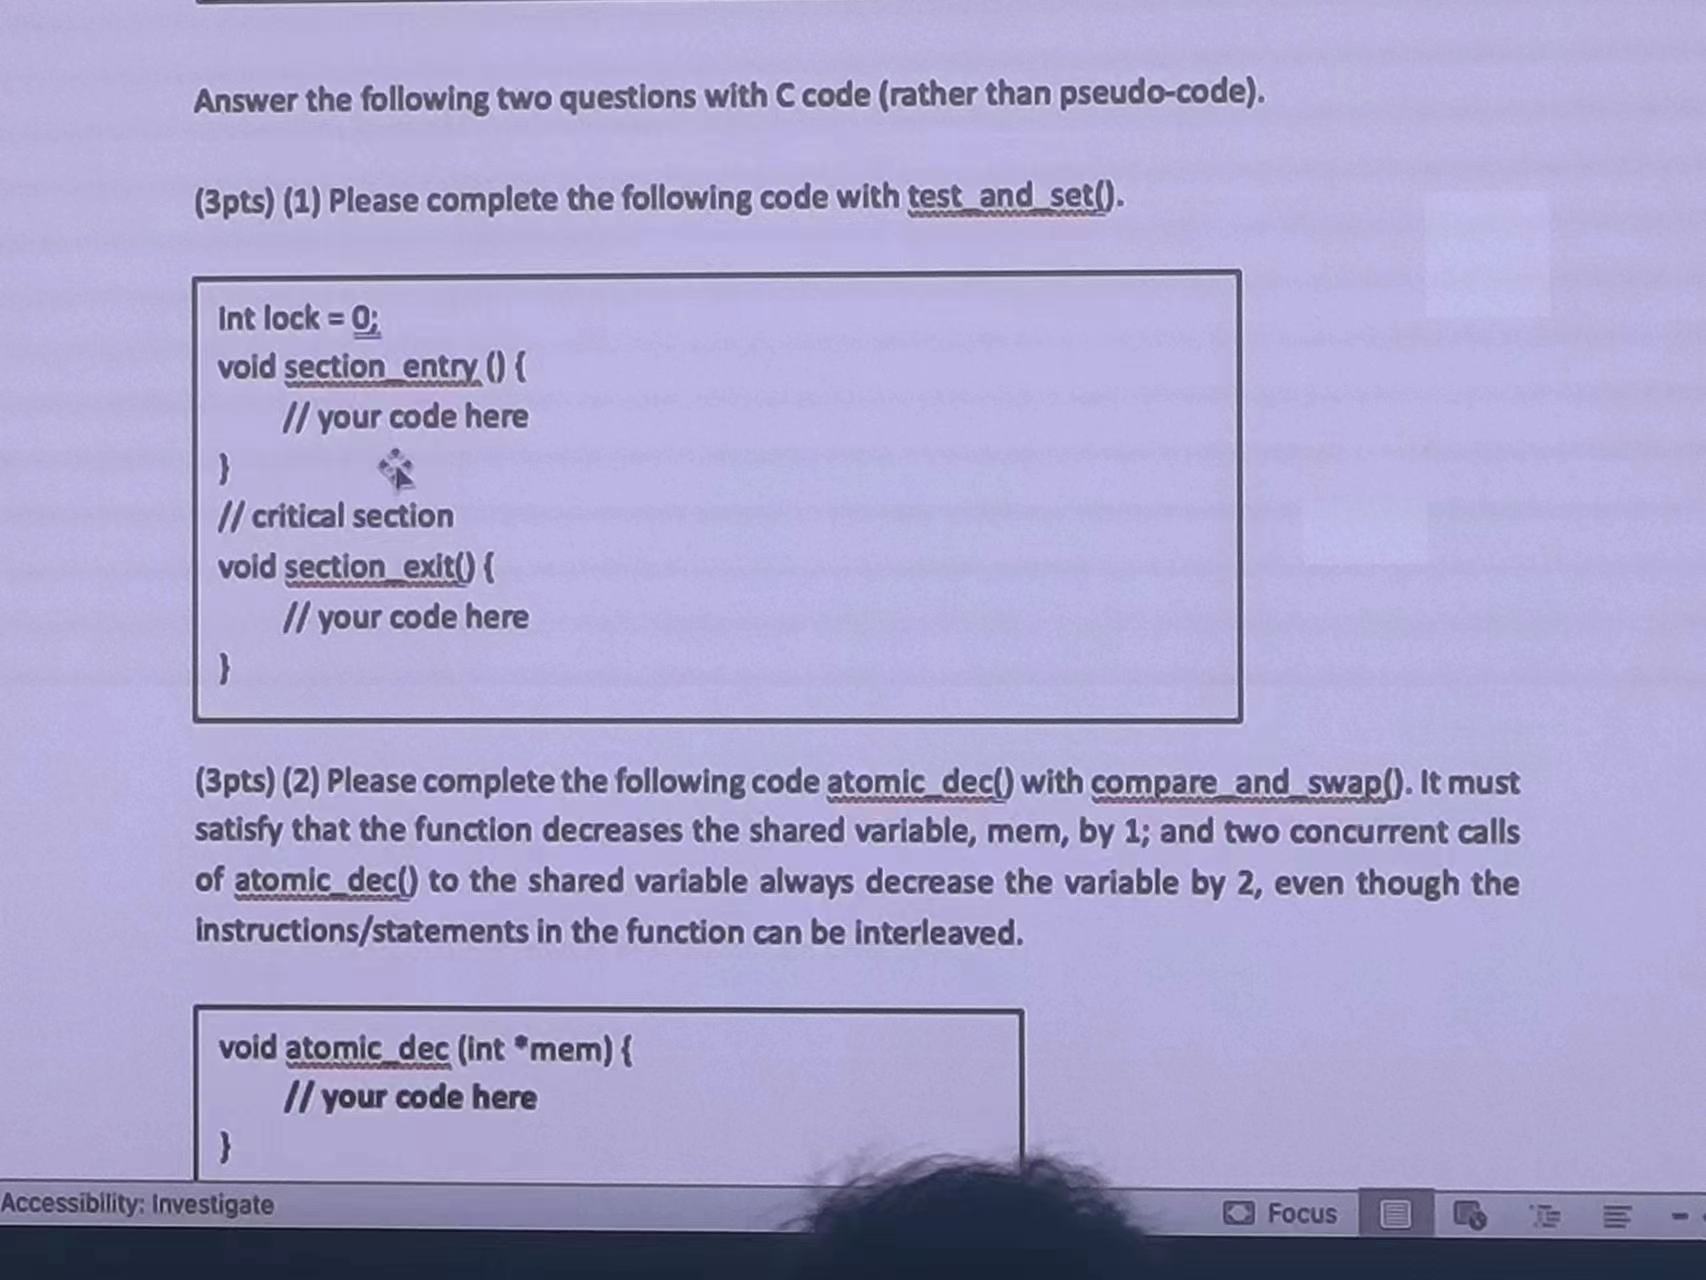 Answer the following two questions with C code (rather than pseudo-code).
(3pts) (1) Please complete the following code with test_and_set().
int lock = 0;
void section_entry () {
// your code here
}
// critical section
void section_exit() {
// your code here
}
(3pts) (2) Please complete the following code atomic_dec() with compare_and_swap(). It must
satisfy that the function decreases the shared variable, mem, by 1; and two concurrent calls
of atomic_dec() to the shared variable always decrease the variable by 2, even though the
instructions/statements in the function can be interleaved.
void atomic_dec (int *mem) {
// your code here
}
Accessibility: Investigate
Focus